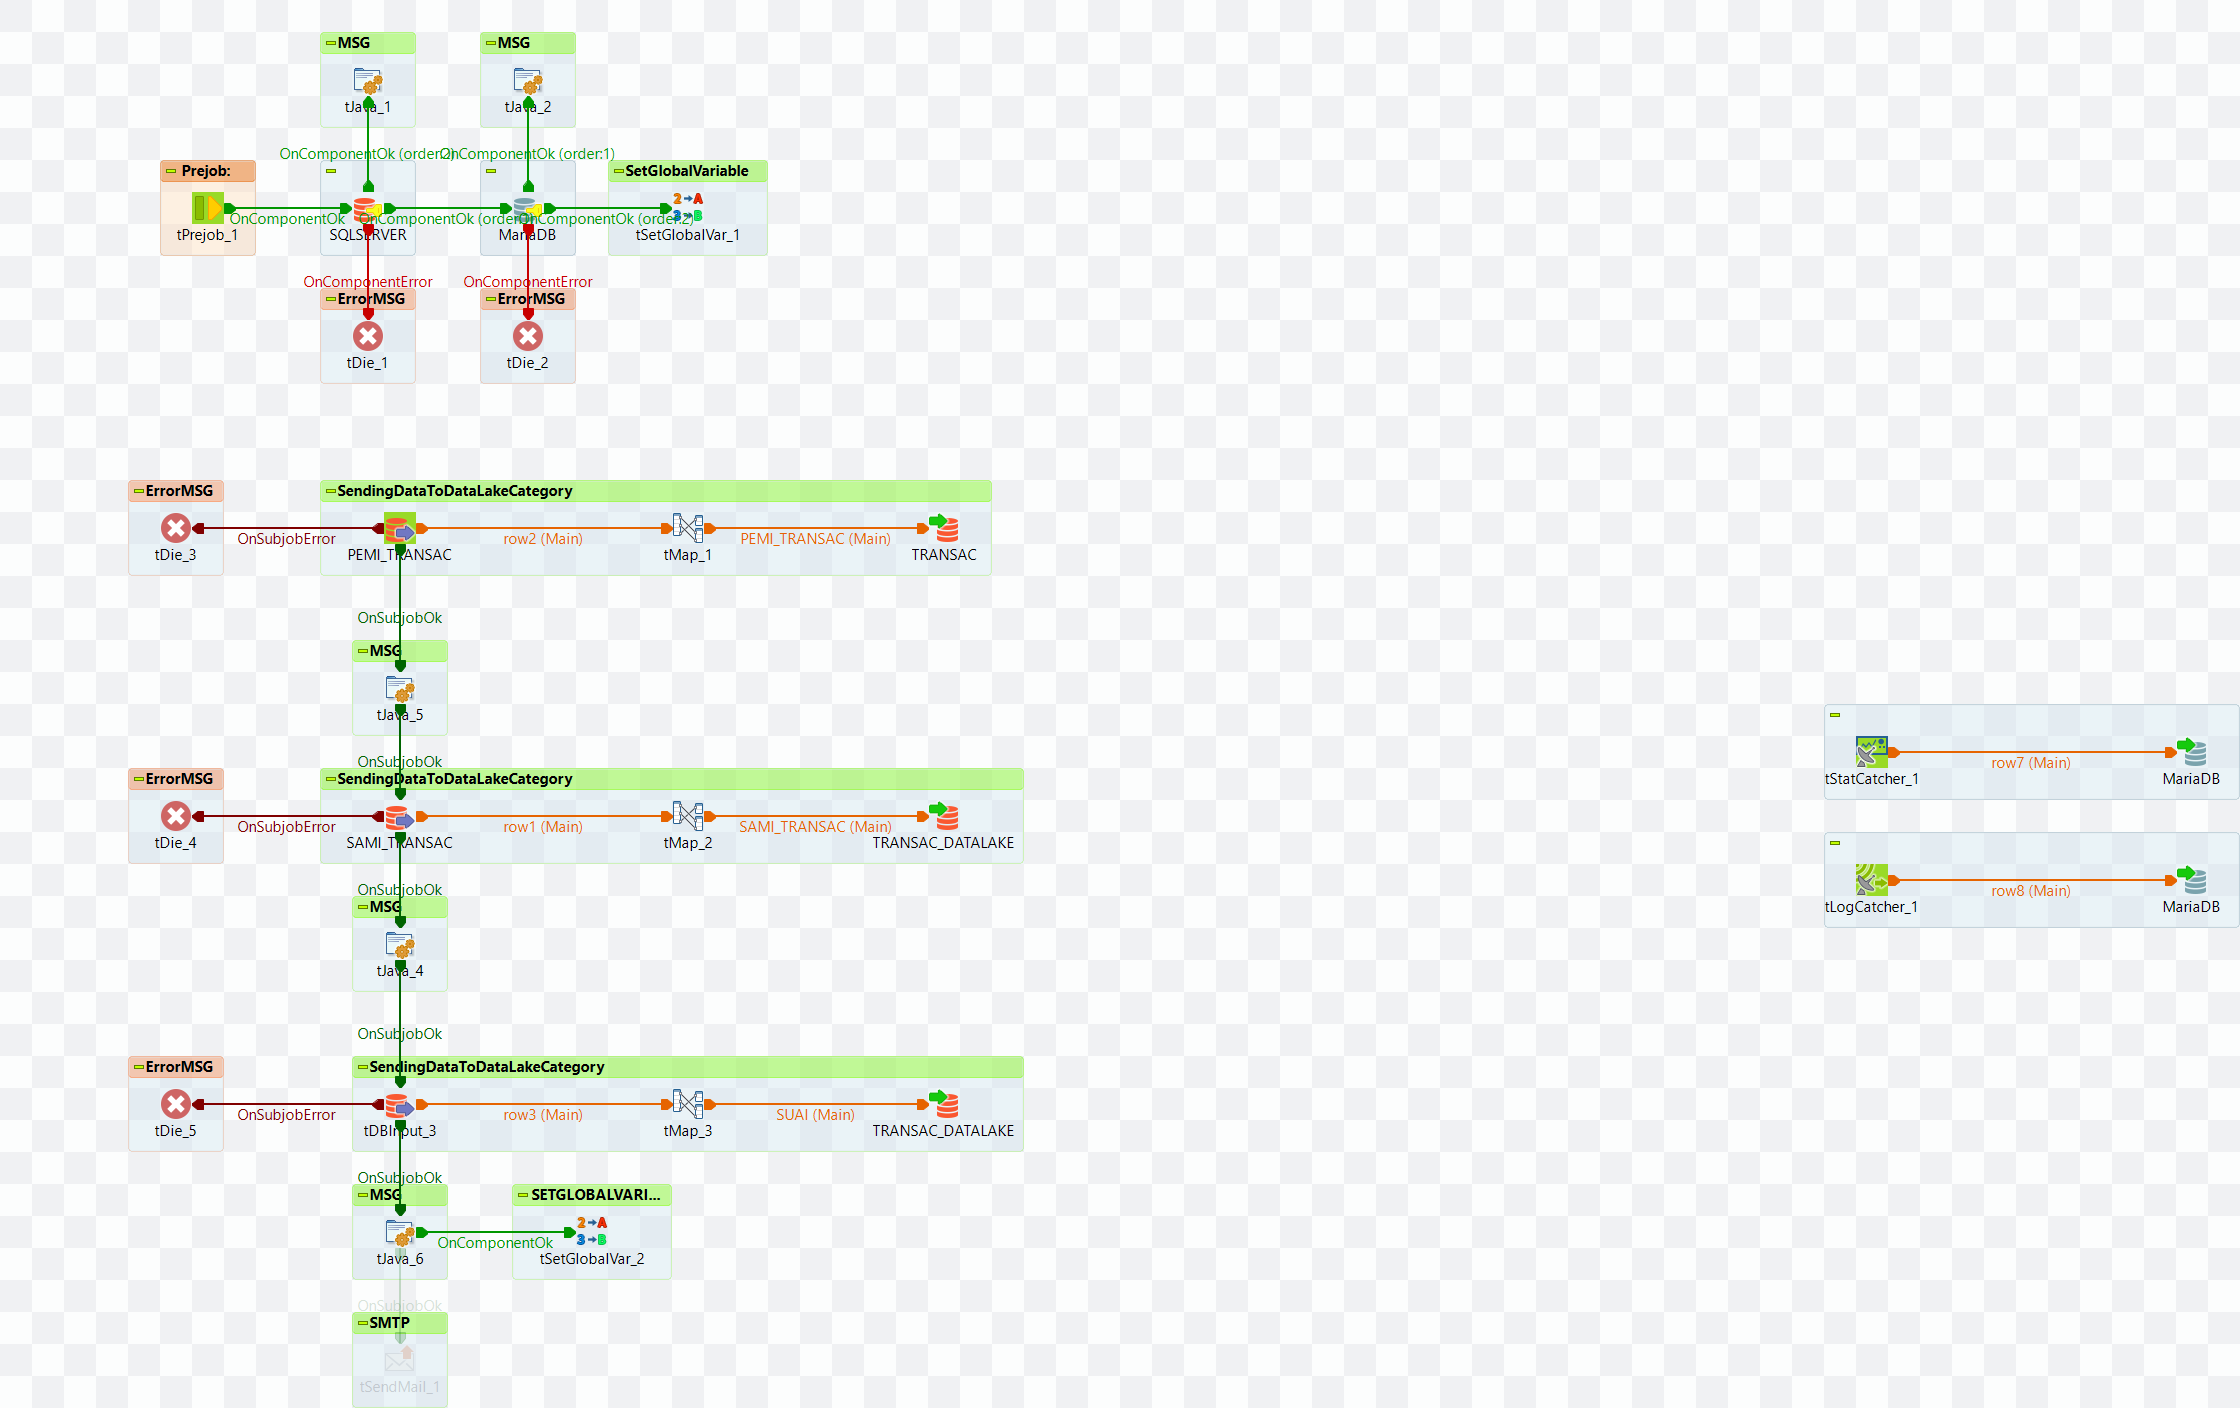 MSG
MSG
tJava_1
tJava_2
OnComponentOk (order:2)
OnComponentOk (order:1)
Prejob:
SetGlobalVariable
OnComponentOk
OnComponentOk (order:1)
OnComponentOk (order:2)
tPrejob_1
SQLSERVER
MariaDB
tSetGlobalVar_1
OnComponentError
OnComponentError
ErrorMSG
ErrorMSG
tDie_1
tDie_2
ErrorMSG
SendingDataToDataLakeCategory
OnSubjobError
row2 (Main)
PEMI_TRANSAC (Main)
tDie_3
PEMI_TRANSAC
tMap_1
TRANSAC
OnSubjobOk
MSG
tJava_5
OnSubjobOk
ErrorMSG
SendingDataToDataLakeCategory
OnSubjobError
row1 (Main)
SAMI_TRANSAC (Main)
tDie_4
SAMI_TRANSAC
tMap_2
TRANSAC_DATALAKE
OnSubjobOk
MSG
tJava_4
OnSubjobOk
ErrorMSG
SendingDataToDataLakeCategory
OnSubjobError
row3 (Main)
SUAI (Main)
tDie_5
tDBInput_3
tMap_3
TRANSAC_DATALAKE
OnSubjobOk
MSG
SETGLOBALVARI...
OnComponentOk
tJava_6
tSetGlobalVar_2
OnSubjobOk
SMTP
tSendMail_1
row7 (Main)
tStatCatcher_1
MariaDB
row8 (Main)
tLogCatcher_1
MariaDB